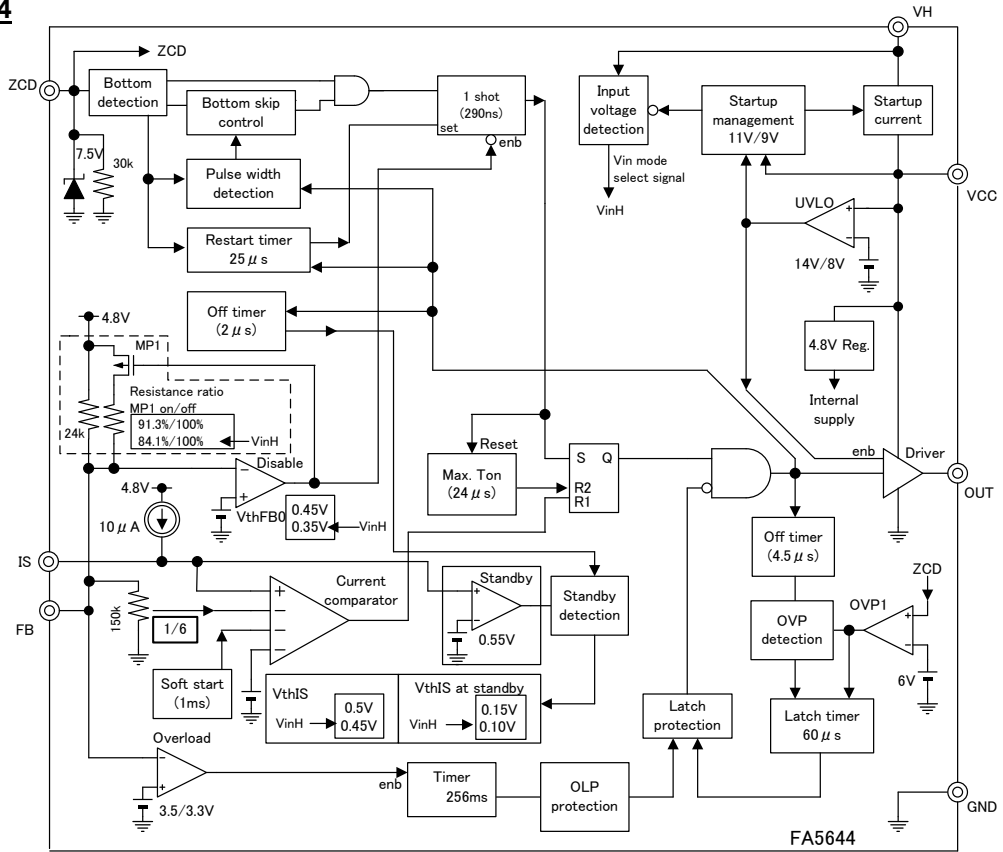 4
VH
ZCD
ZCD
Bottom
detection
Bottom skip
control
1 shot
(290ns)
set
enb
Input
voltage
detection
Startup
management
11V/9V
Startup
current
7.5V
30k
Pulse width
detection
Vin mode
select signal
VinH
VCC
UVLO
+
−
14V/8V
Restart timer
25μs
Off timer
(2μs)
4.8V
MP1
4.8V Reg.
Internal
supply
Resistance ratio
MP1 on/off
91.3%/100%
84.1%/100%
VinH
24k
Disable
−
+
VthFB0
0.45V
0.35V
VinH
4.8V
10μA
Reset
Max. Ton
(24μs)
S Q
R2
R1
enb
Driver
OUT
Off timer
(4.5μs)
IS
FB
150k
1/6
+
−
−
−
Current
comparator
Standby
+
−
0.55V
Standby
detection
ZCD
OVP1
+
−
6V
OVP
detection
Soft start
(1ms)
VthIS
VinH
0.5V
0.45V
VthIS at standby
VinH
0.15V
0.10V
Latch
protection
Latch timer
60μs
Overload
−
+
3.5/3.3V
enb
Timer
256ms
OLP
protection
GND
FA5644